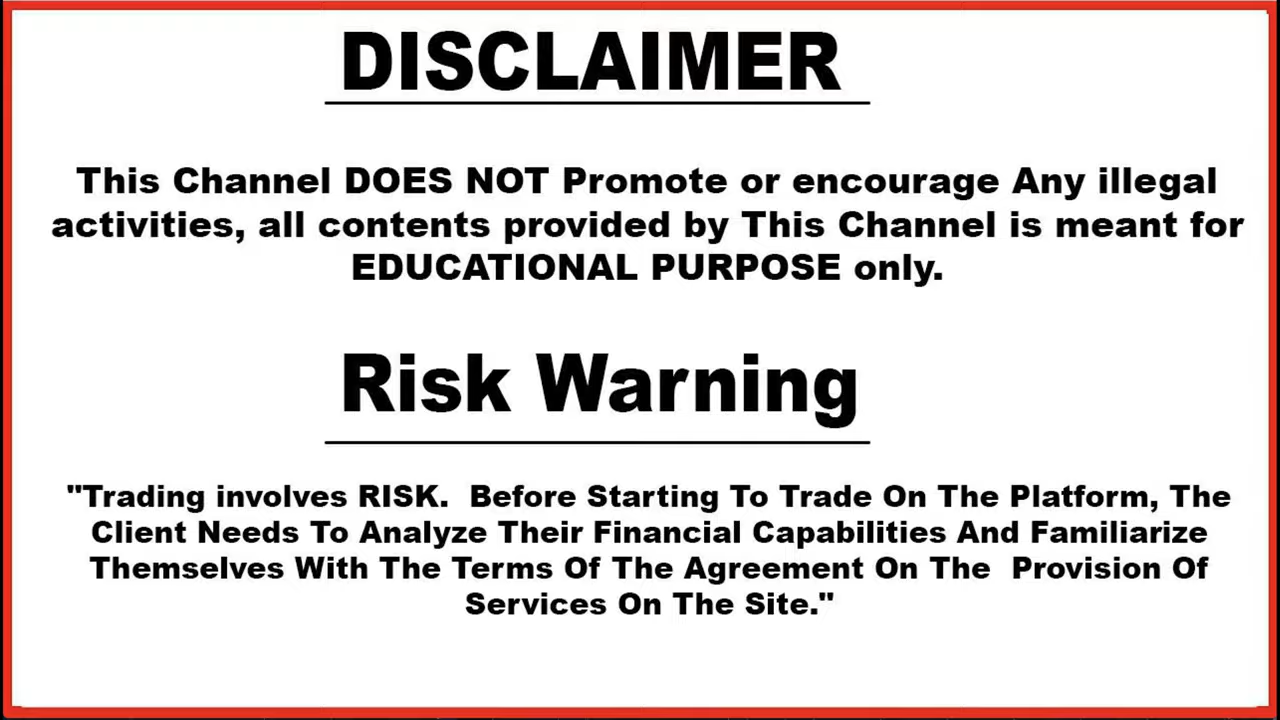 DISCLAIMER
This Channel DOES NOT Promote or encourage Any illegal
activities, all contents provided by This Channel is meant for
EDUCATIONAL PURPOSE only.
Risk Warning
"Trading involves RISK.  Before Starting To Trade On The Platform, The
Client Needs To Analyze Their Financial Capabilities And Familiarize
Themselves With The Terms Of The Agreement On The  Provision Of
Services On The Site."